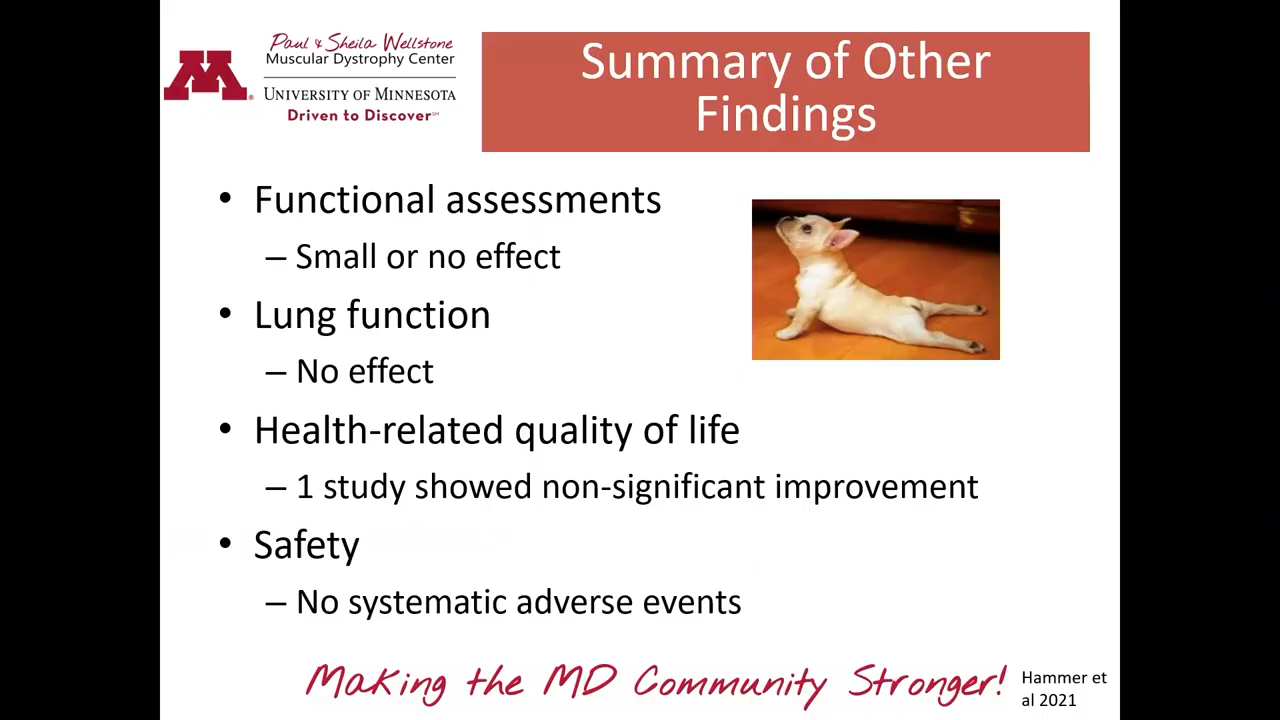 Paul & Sheila Wellstone
Muscular Dystrophy Center
UNIVERSITY OF MINNESOTA
Driven to Discover℠
M®
Summary of Other
Findings
• Functional assessments
– Small or no effect
• Lung function
– No effect
• Health-related quality of life
– 1 study showed non-significant improvement
• Safety
– No systematic adverse events
Making the MD Community Stronger!
Hammer et
al 2021